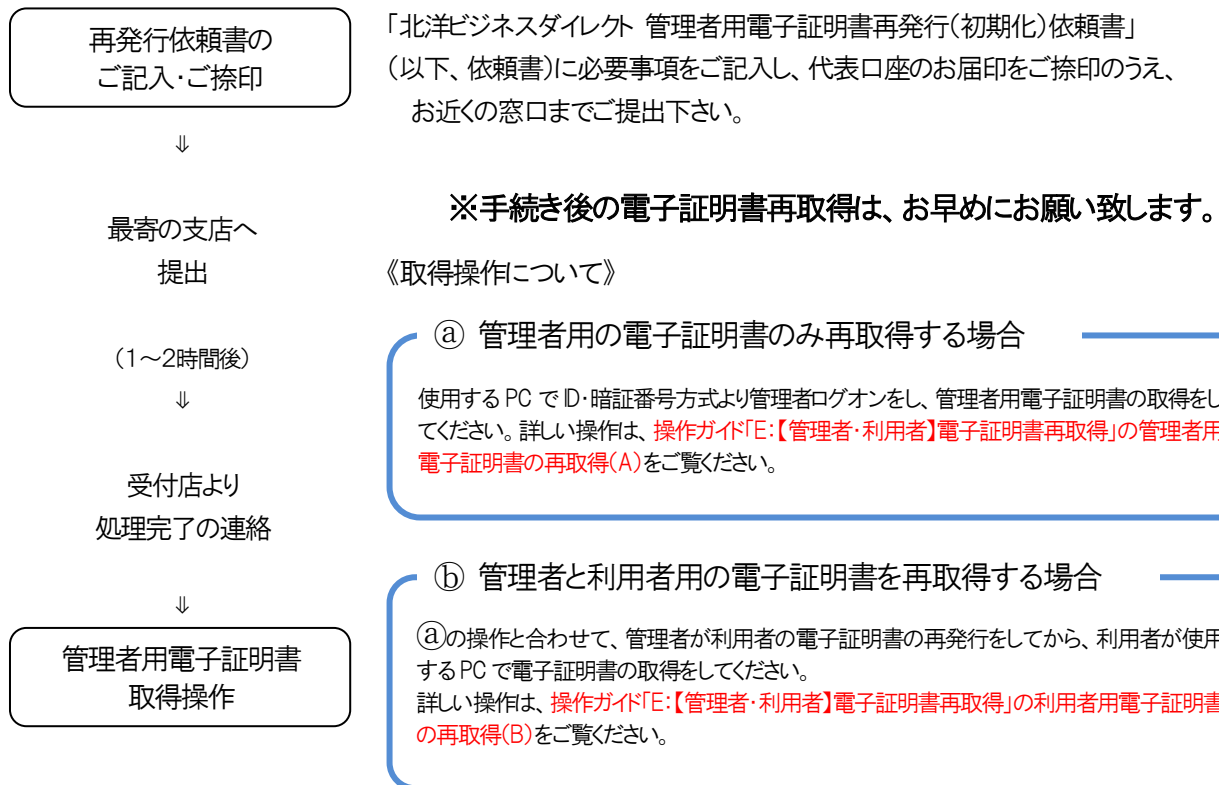 再発行依頼書の
ご記入・ご捺印
⇓
最寄の支店へ
提出
（１～２時間後）
⇓
受付店より
処理完了の連絡
⇓
管理者用電子証明書
取得操作
「北洋ビジネスダイレクト 管理者用電子証明書再発行（初期化）依頼書」
（以下、依頼書）に必要事項をご記入し、代表口座のお届印をご捺印のうえ、
お近くの窓口までご提出下さい。
※手続き後の電子証明書再取得は、お早めにお願い致します。
《取得操作について》
ⓐ 管理者用の電子証明書のみ再取得する場合
使用する PC で ID・暗証番号方式より管理者ログオンをし、管理者用電子証明書の取得をし
てください。詳しい操作は、操作ガイド「E：【管理者・利用者】電子証明書再取得」の管理者用
電子証明書の再取得（A）をご覧ください。
ⓑ 管理者と利用者用の電子証明書を再取得する場合
ⓐの操作と合わせて、管理者が利用者の電子証明書の再発行をしてから、利用者が使用
する PC で電子証明書の取得をしてください。
詳しい操作は、操作ガイド「E：【管理者・利用者】電子証明書再取得」の利用者用電子証明書
の再取得（B）をご覧ください。